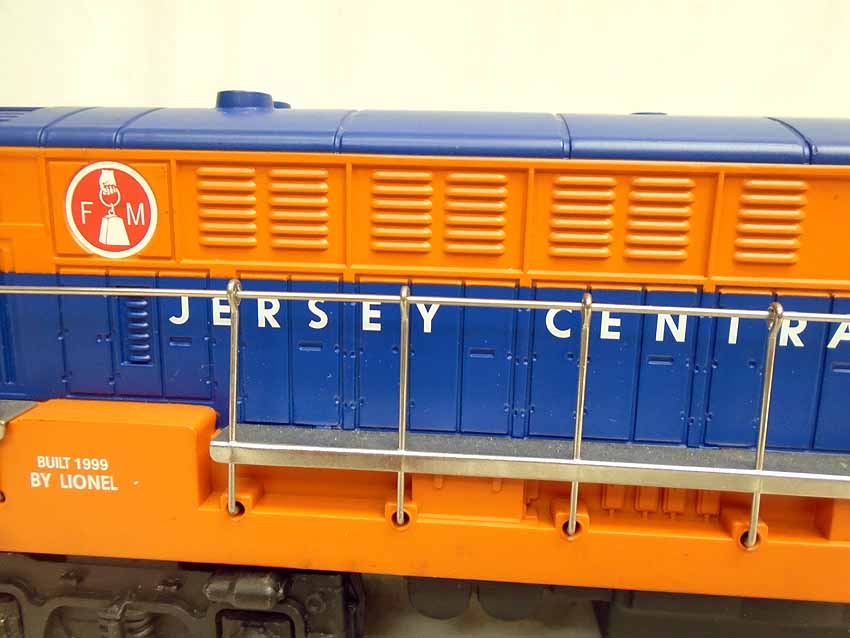 F M
JERSEY CENTRA
BUILT 1999
BY LIONEL